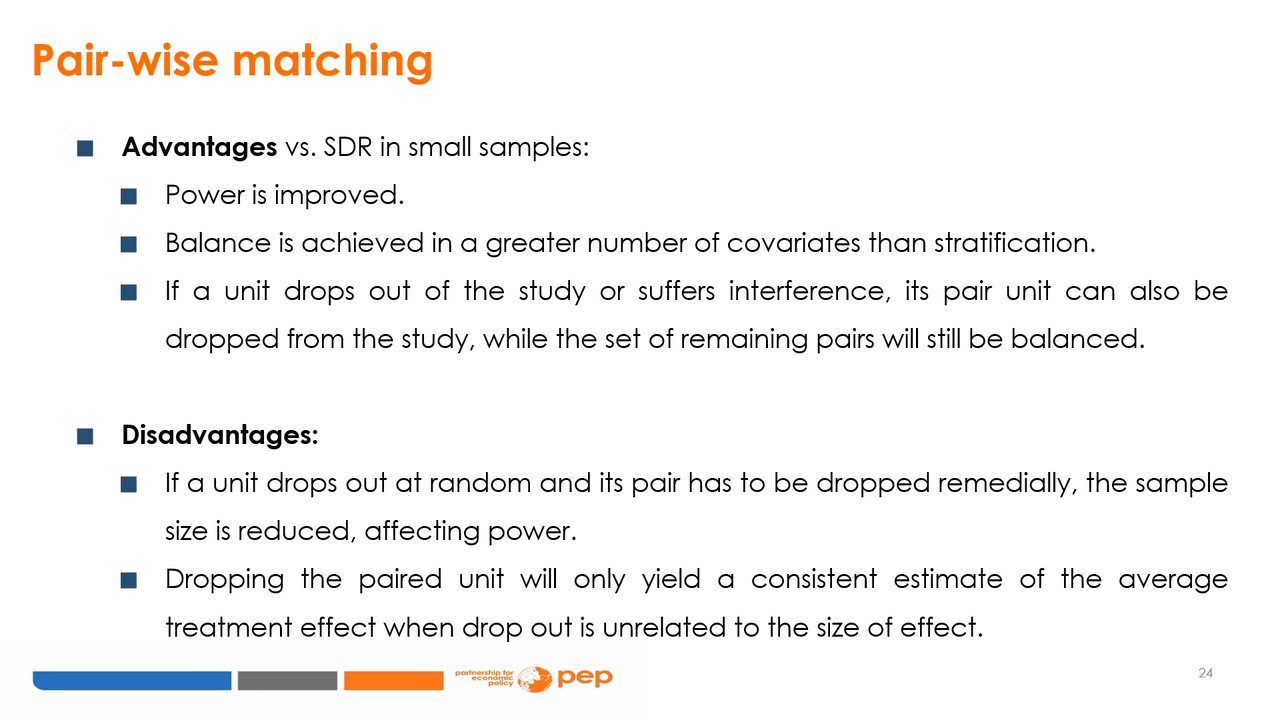 Pair-wise matching
Advantages vs. SDR in small samples:
Power is improved.
Balance is achieved in a greater number of covariates than stratification.
If a unit drops out of the study or suffers interference, its pair unit can also be
dropped from the study, while the set of remaining pairs will still be balanced.
Disadvantages:
If a unit drops out at random and its pair has to be dropped remedially, the sample
size is reduced, affecting power.
Dropping the paired unit will only yield a consistent estimate of the average
treatment effect when drop out is unrelated to the size of effect.
partnership for
economic
policy
pep
24